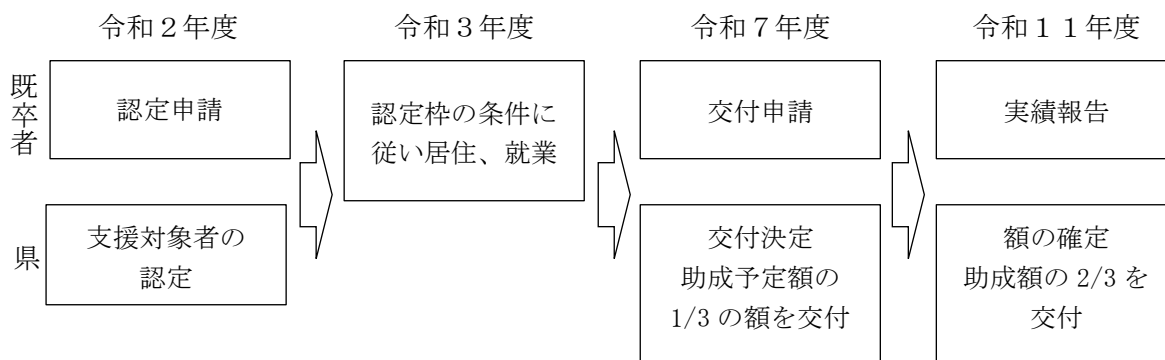 令和２年度
令和３年度
令和７年度
令和１１年度
既卒者
認定申請
認定枠の条件に
従い居住、就業
交付申請
実績報告
県
支援対象者の
認定
交付決定
助成予定額の
1/3 の額を交付
額の確定
助成額の 2/3 を
交付